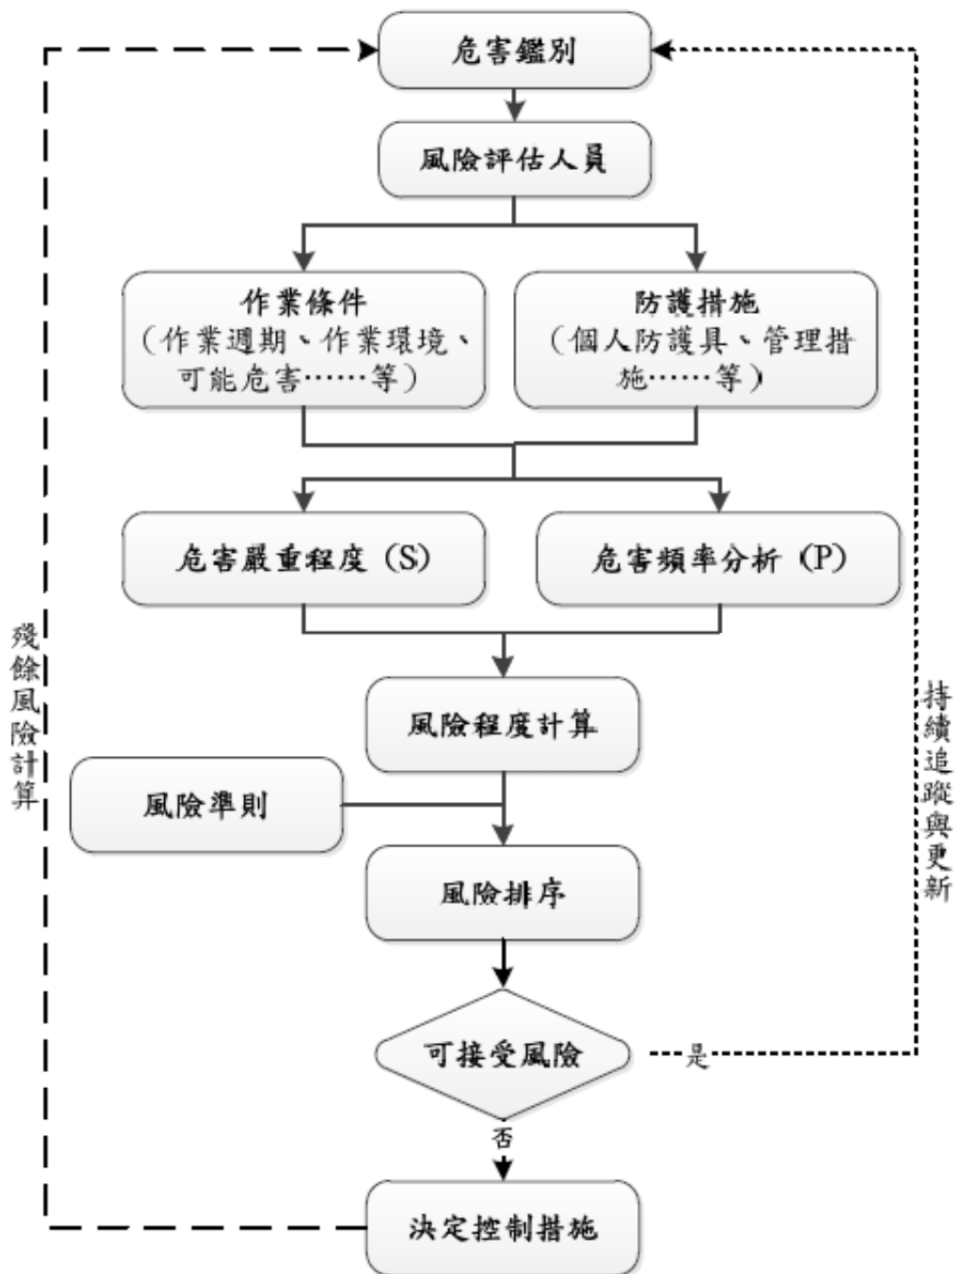 危害鑑別
風險評估人員
作業條件
（作業週期、作業環境、
可能危害⋯⋯等）
防護措施
（個人防護具、管理措
施⋯⋯等）
危害嚴重程度（S）
危害頻率分析（P）
風險程度計算
風險準則
風險排序
可接受風險
是
否
決定控制措施
殘餘風險計算
持續追蹤與更新